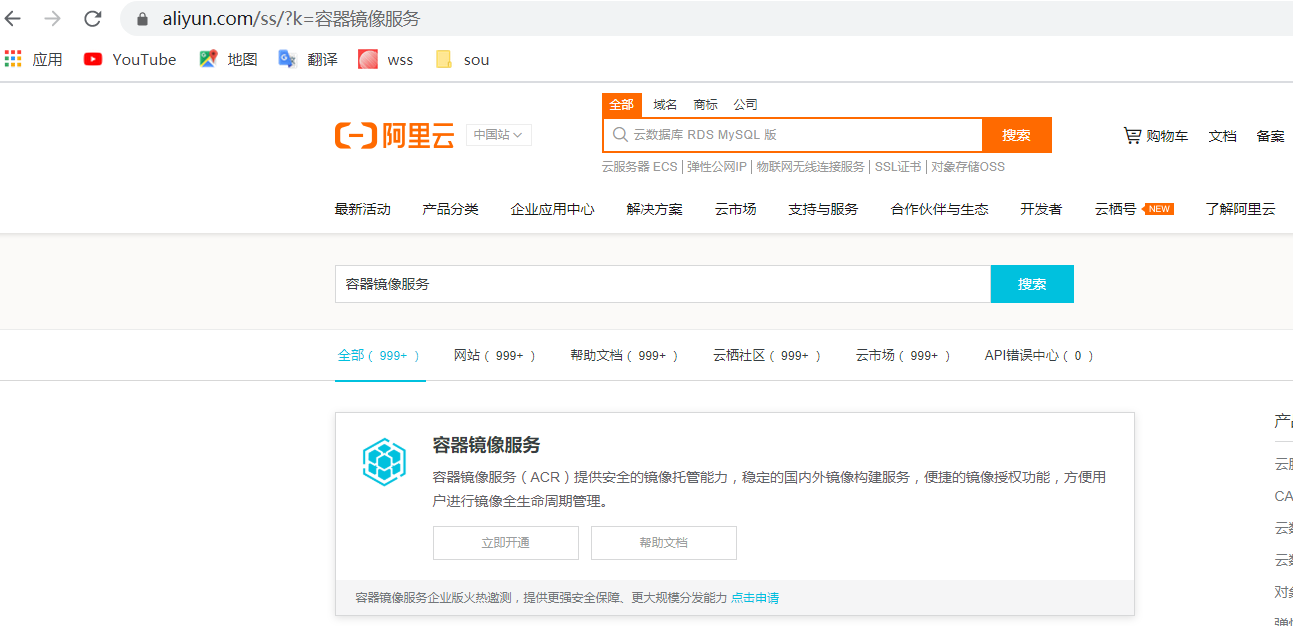 aliyun.com/ss/?k=容器镜像服务
应用 YouTube 地图 翻译 wss sou
全部 域名 商标 公司
阿里云 中国站 云数据库 RDS MySQL 版 搜索 购物车 文档 备案
云服务器 ECS | 弹性公网IP | 物联网无线连接服务 | SSL证书 | 对象存储OSS
最新活动 产品分类 企业应用中心 解决方案 云市场 支持与服务 合作伙伴与生态 开发者 云栖号 NEW 了解阿里云
容器镜像服务 搜索
全部 ( 999+ ) 网站 ( 999+ ) 帮助文档 ( 999+ ) 云栖社区 ( 999+ ) 云市场 ( 999+ ) API错误中心 ( 0 )
容器镜像服务
容器镜像服务（ACR）提供安全的镜像托管能力，稳定的国内外镜像构建服务，便捷的镜像授权功能，方便用
户进行镜像全生命周期管理。
立即开通 帮助文档
容器镜像服务企业版火热邀测，提供更强安全保障、更大规模分发能力 点击申请
CA